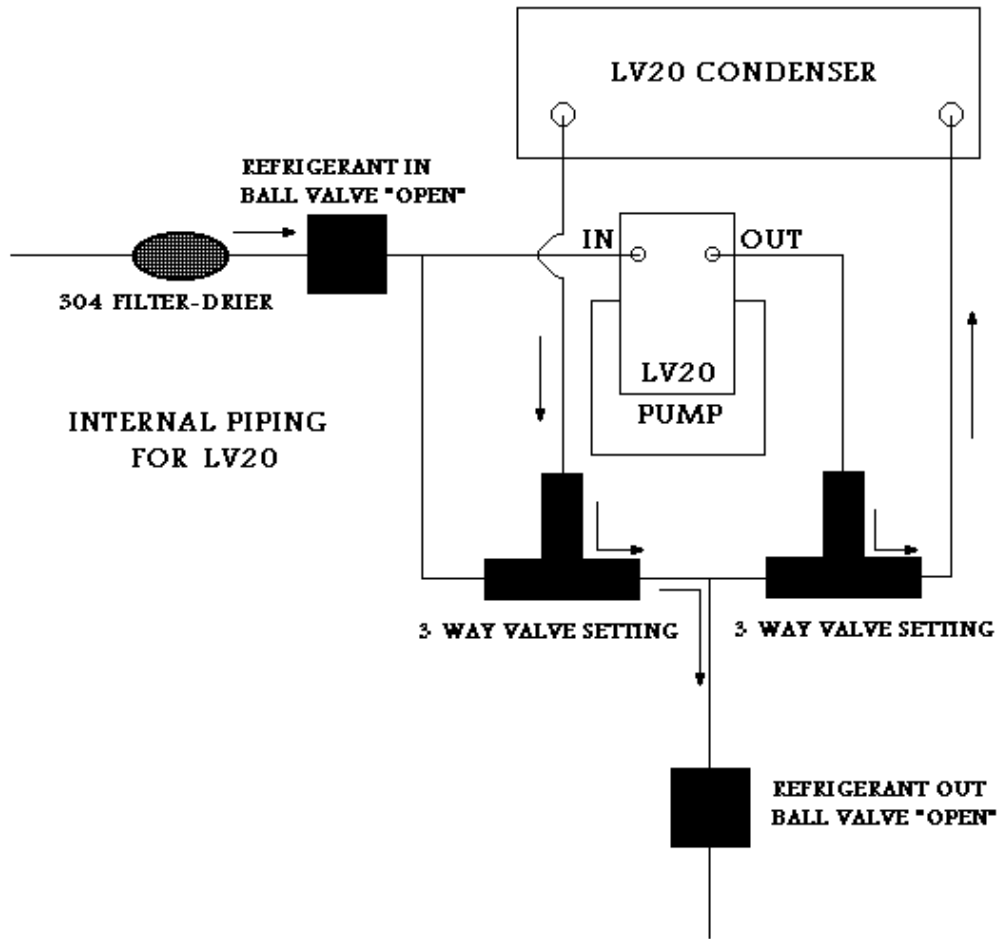 LV20 CONDENSER
REFRIGERANT IN
BALL VALVE "OPEN"
IN
OUT
304 FILTER-DRIER
LV20
PUMP
INTERNAL PIPING
FOR LV20
3 WAY VALVE SETTING
3 WAY VALVE SETTING
REFRIGERANT OUT
BALL VALVE "OPEN"